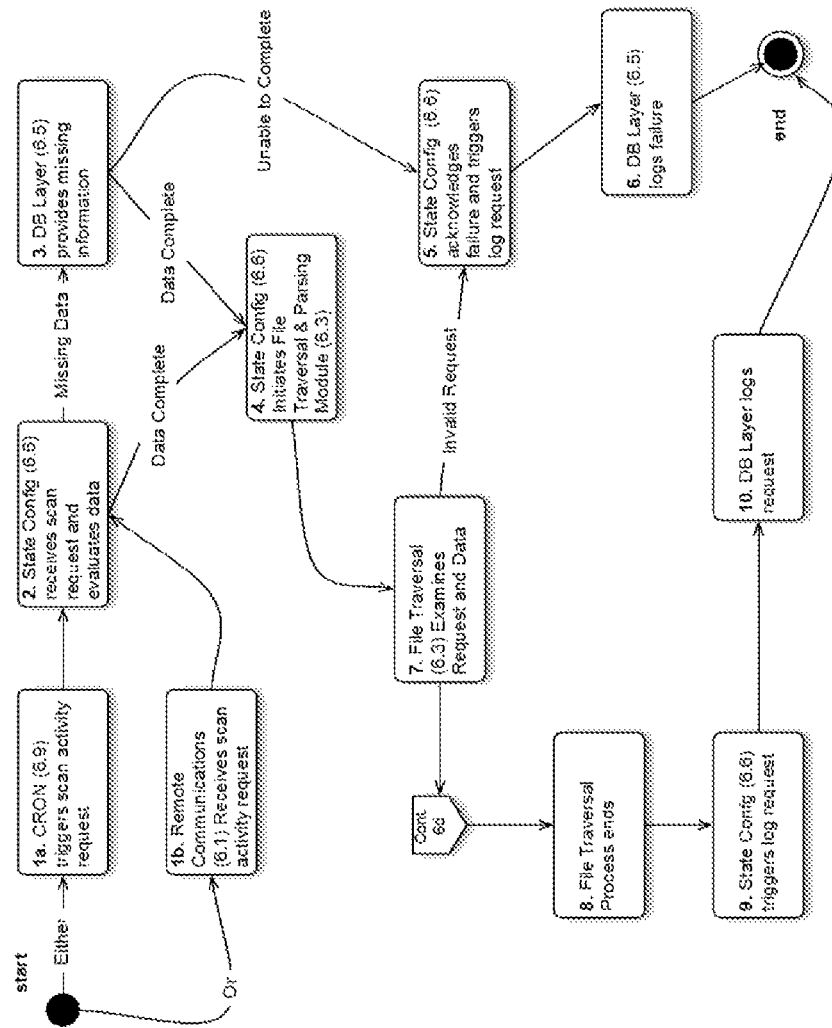 start
Either
Or
1a. CRON (6.9)
triggers scan activity
request
1b. Remote
Communications
(6.1) Receives scan
activity request
2. State Config (6.6)
receives scan
request and
evaluates data
Missing Data
3. DB Layer (6.5)
provides missing
information
Data Complete
Data Complete
Unable to Complete
4. State Config (6.6)
Initiates File
Traversal & Parsing
Module (6.3)
5. State Config (6.6)
acknowledges
failure and triggers
log request
6. DB Layer (6.5)
logs failure
Invalid Request
7. File Traversal
(6.3) Examines
Request and Data
Cont
6d
8. File Traversal
Process ends
9. State Config (6.6)
triggers log request
10. DB Layer logs
request
end